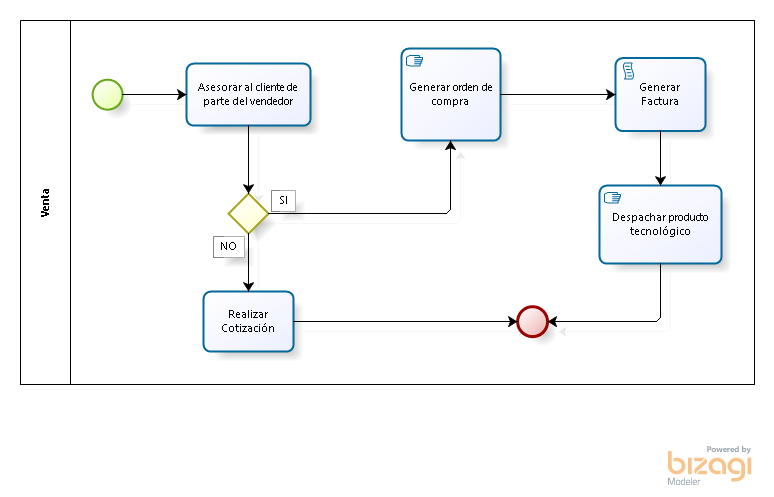 Venta
Asesorar al cliente de
parte del vendedor
SI
NO
Realizar
Cotización
Generar orden de
compra
Generar
Factura
Despachar producto
tecnológico
Powered by
bizagi
Modeler